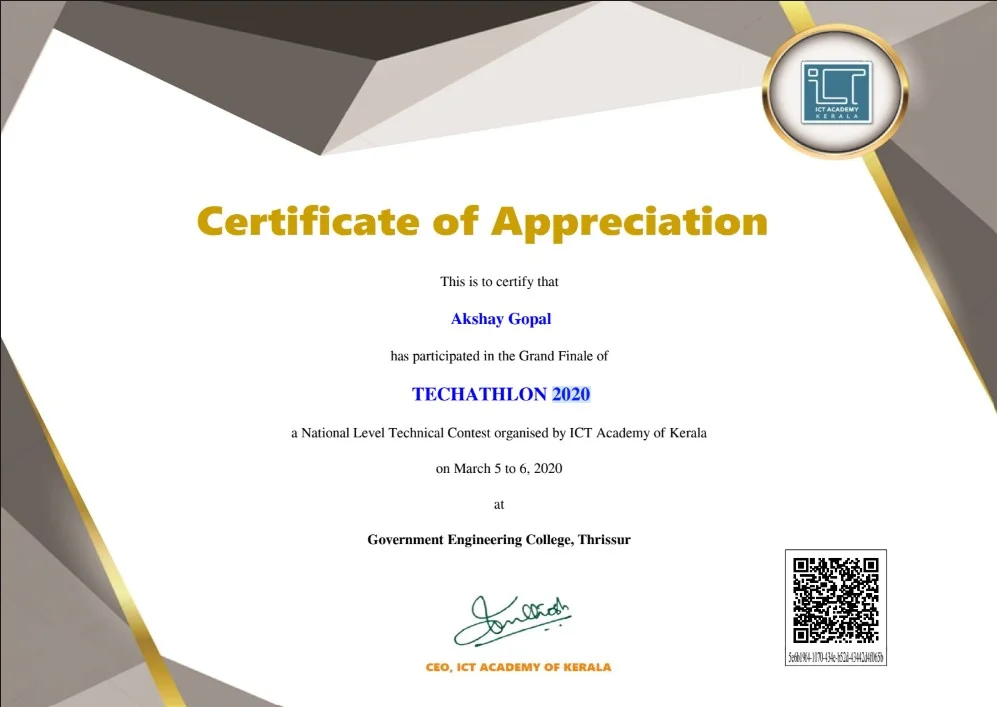 ICT ACADEMY
KERALA
Certificate of Appreciation
This is to certify that
Akshay Gopal
has participated in the Grand Finale of
TECHATHLON 2020
a National Level Technical Contest organised by ICT Academy of Kerala
on March 5 to 6, 2020
at
Government Engineering College, Thrissur
CEO, ICT ACADEMY OF KERALA